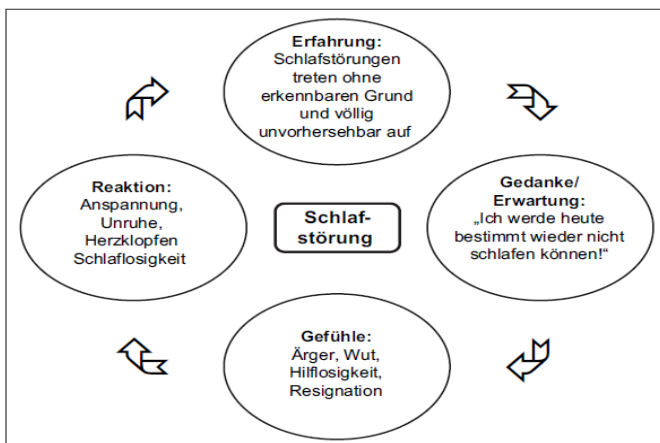 Erfahrung:
Schlafstörungen
treten ohne
erkennbaren Grund
und völlig
unvorhersehbar auf
Reaktion:
Anspannung,
Unruhe,
Herzklopfen
Schlaflosigkeit
Schlaf-
störung
Gedanke/
Erwartung:
„Ich werde heute
bestimmt wieder nicht
schlafen können!“
Gefühle:
Ärger, Wut,
Hilflosigkeit,
Resignation